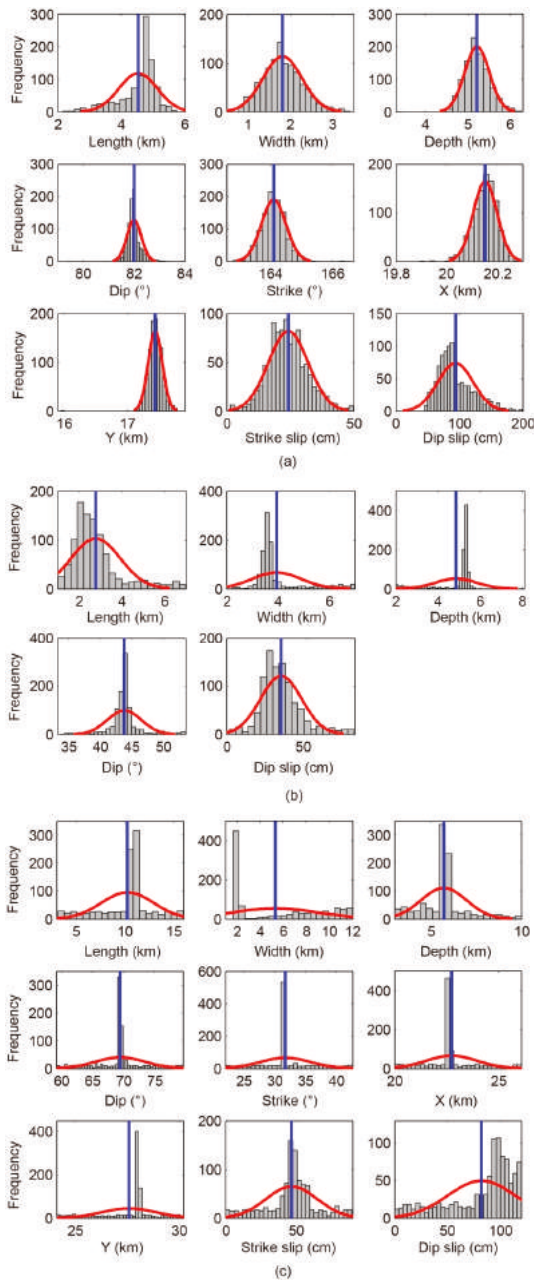 300 200 300
Frequency 200 200
100 100 100
0 0 0
2 4 6 1 2 3 4 5 6
Length (km) Width (km) Depth (km)
300 300 200
Frequency 200 200
100 100 100
0 0 0
80 82 84 164 166 19.8 20 20.2
Dip (°) Strike (°) X (km)
200 100 150
Frequency 100
100 50 50
0 0 0
16 17 0 50 0 100 200
Y (km) Strike slip (cm) Dip slip (cm)
(a)
200 400 400
Frequency
100 200 200
0 0 0
2 4 6 2 4 6 2 4 6 8
Length (km) Width (km) Depth (km)
400 200
Frequency
200 100
0 0
35 40 45 50 0 50
Dip (°) Dip slip (cm)
(b)
Frequency 300 400 300
200 200
100 200 100
0 0 0
5 10 15 2 4 6 8 10 12 5 10
Length (km) Width (km) Depth (km)
Frequency 300 600
200 400 400
100 200 200
0 0 0
60 65 70 75 25 30 35 40 20 25
Dip (°) Strike (°) X (km)
Frequency 400 200
100
200 100 50
0 0 0
26 28 30 0 50 0 50 100
Y (km) Strike slip (cm) Dip slip (cm)
(c)